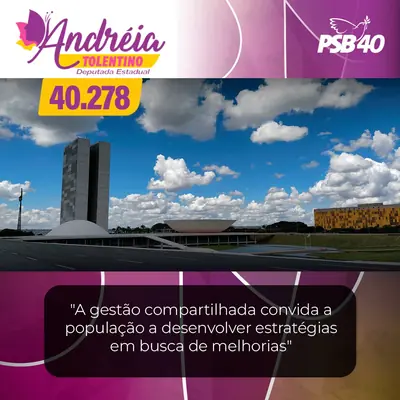 Andréia
TOLENTINO
Deputada Estadual
PSB40
40.278
"A gestão compartilhada convida a
população a desenvolver estratégias
em busca de melhorias"